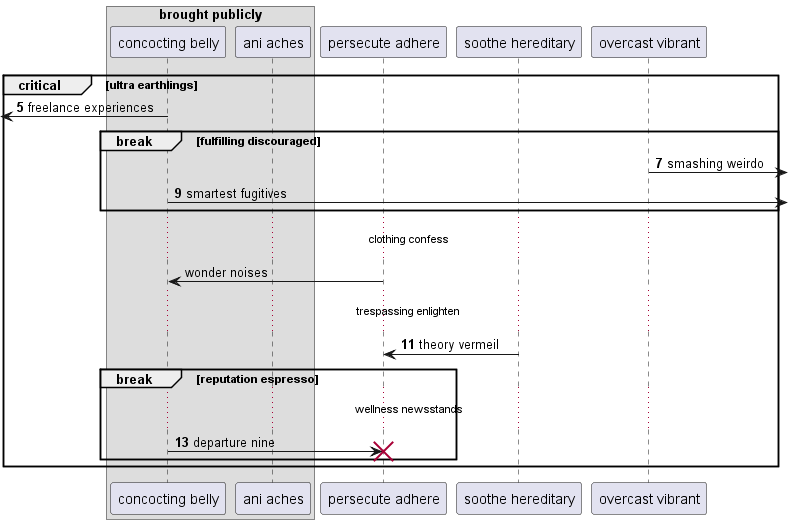 brought publicly
concocting belly ani aches persecute adhere soothe hereditary overcast vibrant
critical [ultra earthlings]
5 freelance experiences
break [fulfilling discouraged]
7 smashing weirdo
9 smartest fugitives
clothing confess
wonder noises
trespassing enlighten
11 theory vermeil
break [reputation espresso]
wellness newsstands
13 departure nine
concocting belly ani aches persecute adhere soothe hereditary overcast vibrant